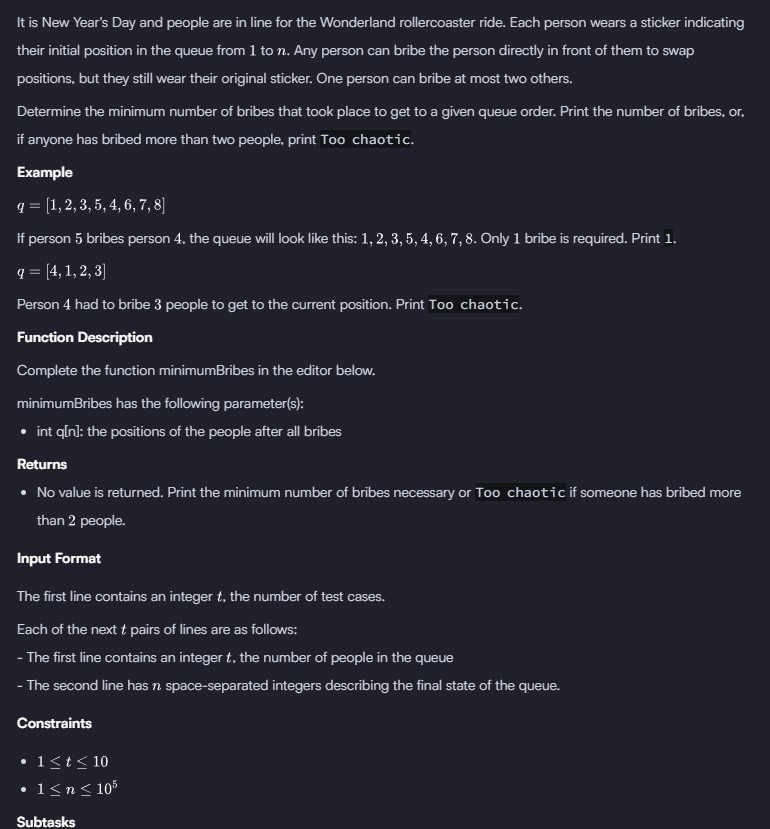 It is New Year's Day and people are in line for the Wonderland rollercoaster ride. Each person wears a sticker indicating
their initial position in the queue from 1 to n. Any person can bribe the person directly in front of them to swap
positions, but they still wear their original sticker. One person can bribe at most two others.
Determine the minimum number of bribes that took place to get to a given queue order. Print the number of bribes, or,
if anyone has bribed more than two people, print Too chaotic.
Example
q = [1, 2, 3, 5, 4, 6, 7, 8]
If person 5 bribes person 4, the queue will look like this: 1, 2, 3, 5, 4, 6, 7, 8. Only 1 bribe is required. Print 1.
q = [4, 1, 2, 3]
Person 4 had to bribe 3 people to get to the current position. Print Too chaotic.
Function Description
Complete the function minimumBribes in the editor below.
minimumBribes has the following parameter(s):
• int q[n]: the positions of the people after all bribes
Returns
• No value is returned. Print the minimum number of bribes necessary or Too chaotic if someone has bribed more
than 2 people.
Input Format
The first line contains an integer t, the number of test cases.
Each of the next t pairs of lines are as follows:
- The first line contains an integer t, the number of people in the queue
- The second line has n space-separated integers describing the final state of the queue.
Constraints
• 1 ≤ t ≤ 10
• 1 ≤ n ≤ 10⁵
Subtasks